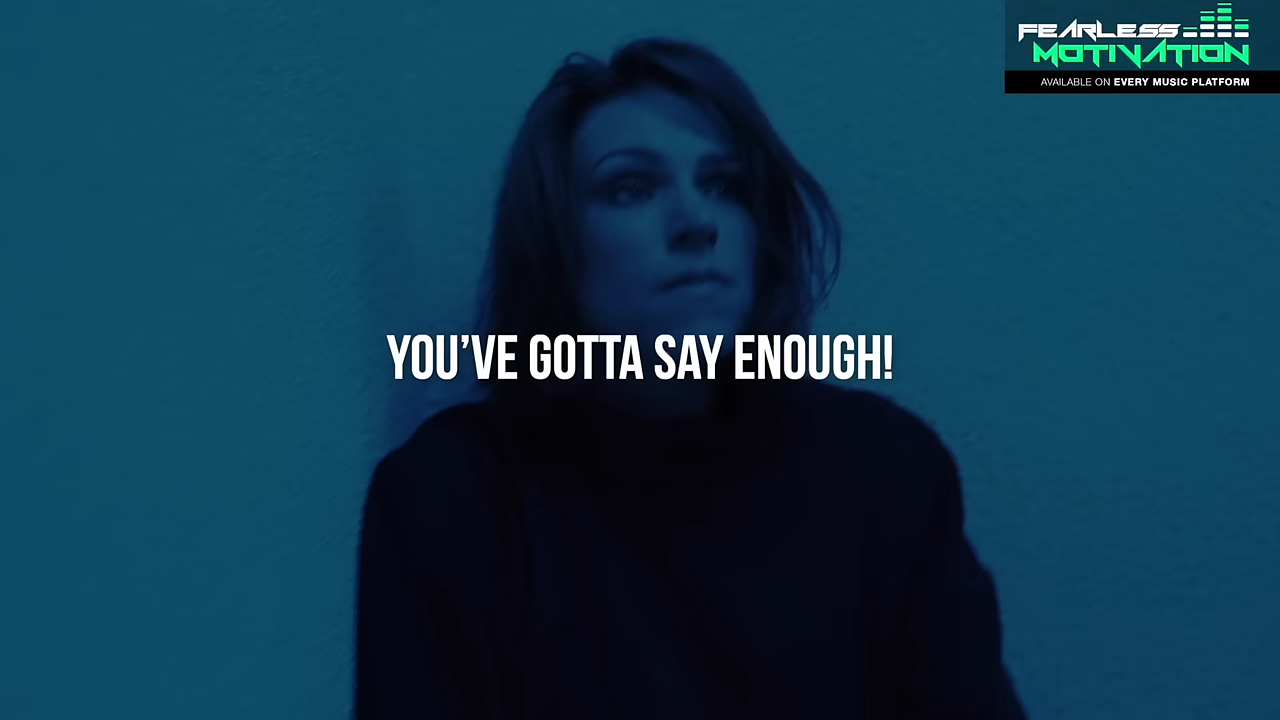 FEARLESS
MOTIVATION
AVAILABLE ON EVERY MUSIC PLATFORM
YOU’VE GOTTA SAY ENOUGH!